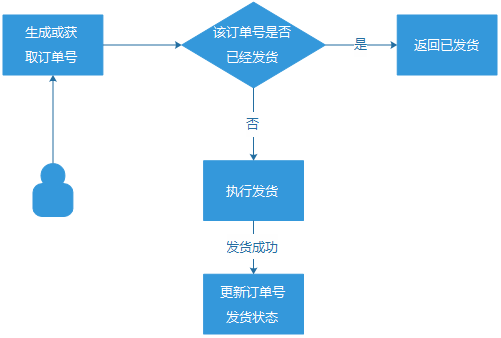 生成或获
取订单号
该订单号是否
已经发货
是
返回已发货
否
执行发货
发货成功
更新订单号
发货状态